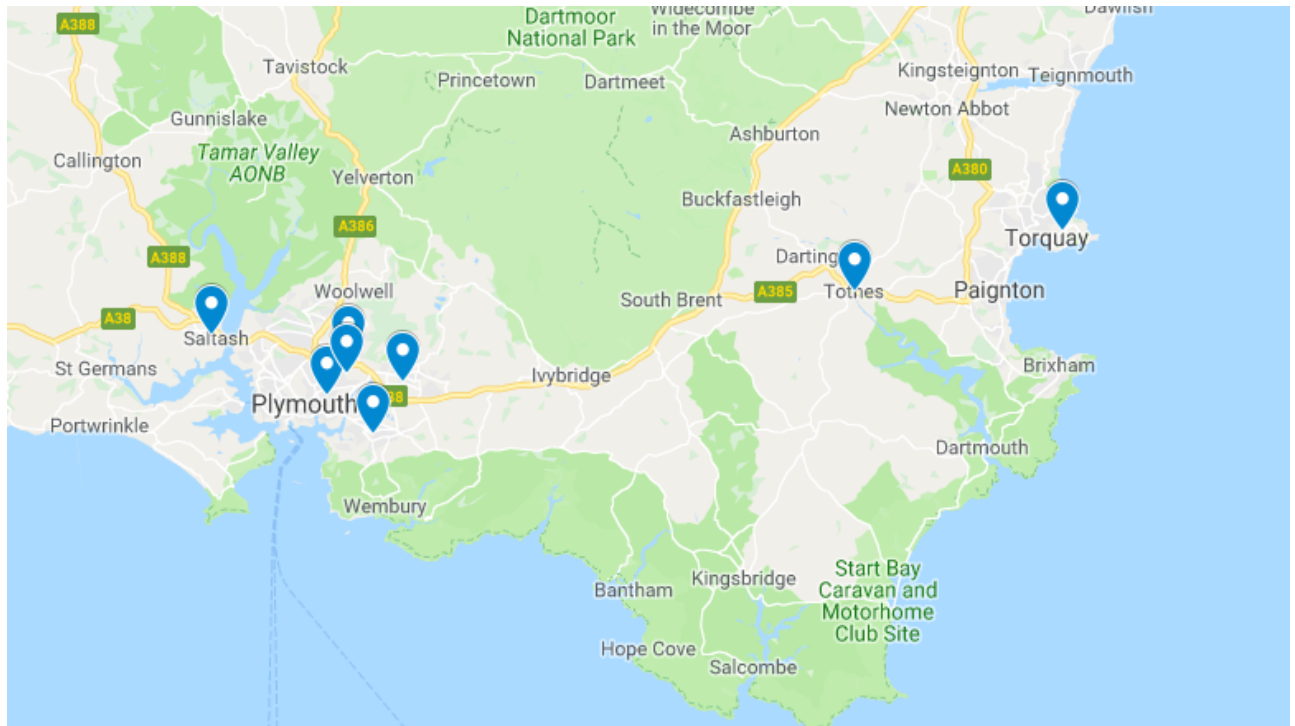 A388
Dartmoor
National Park
in the Moor
Tavistock
Princetown
Dartmeet
Kingsteignton
Teignmouth
Newton Abbot
Gunnislake
Ashburton
Tamar Valley
AONB
Callington
Yelverton
A380
Buckfastleigh
A386
Torquay
A388
Darting
Woolwell
A385
Totnes
Paignton
South Brent
A38
Saltash
St Germans
Ivybridge
Brixham
Plymouth
Portwrinkle
Dartmouth
Wembury
Start Bay
Caravan and
Motorhome
Club Site
Kingsbridge
Bantham
Hope Cove
Salcombe